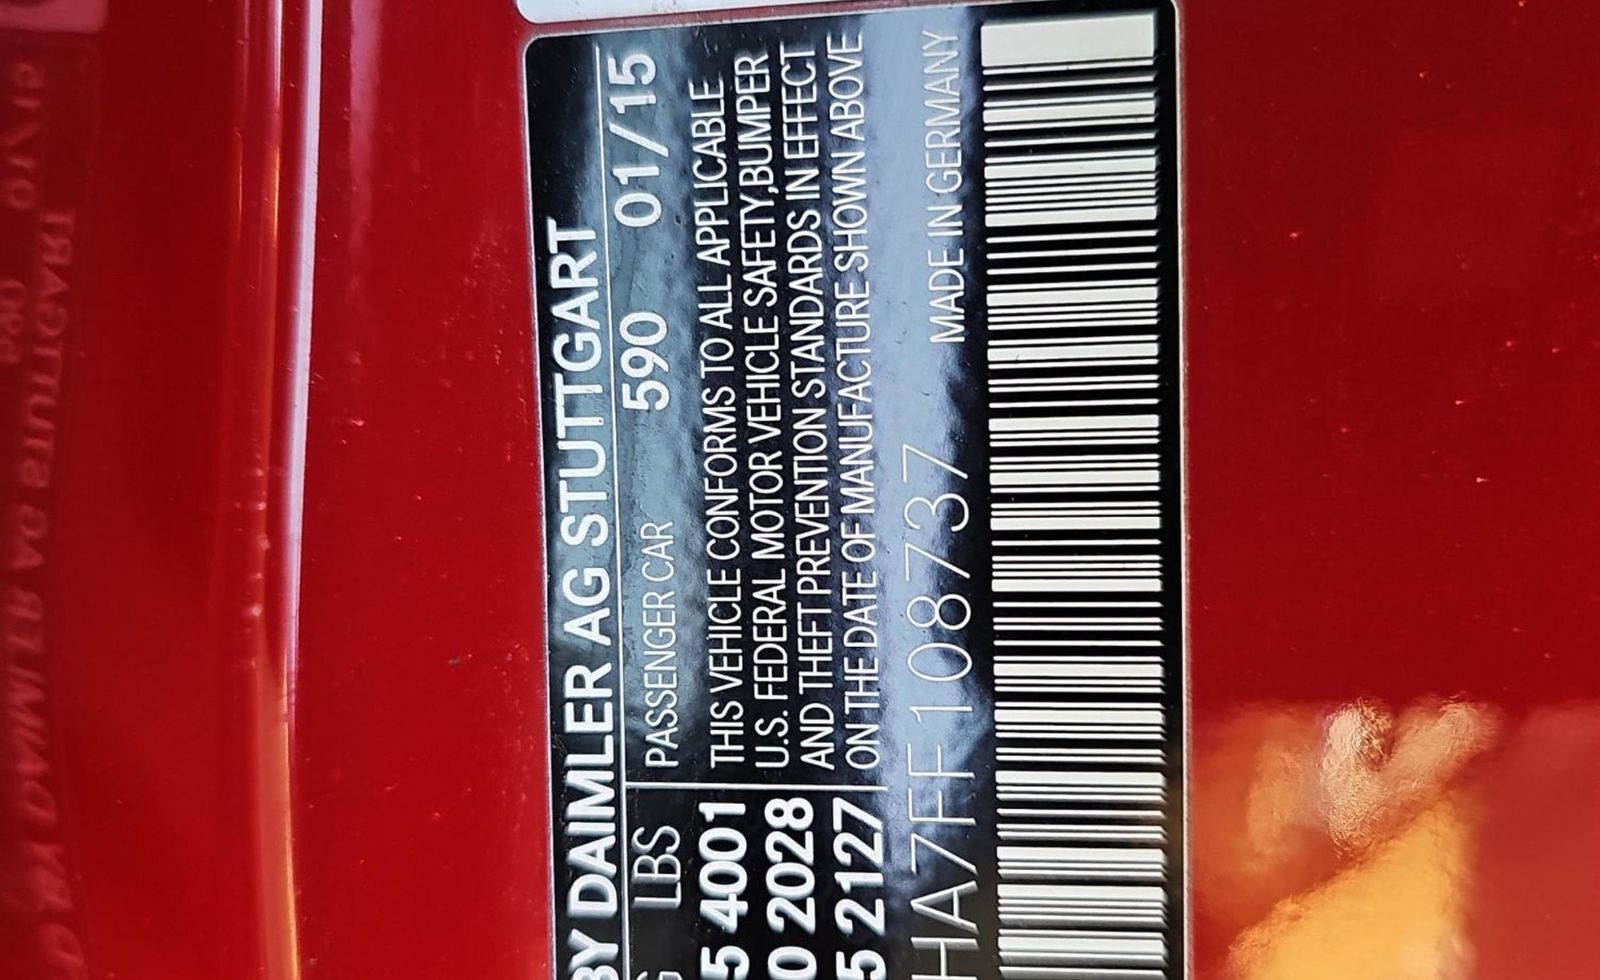 BY DAIMLER AG STUTTGART
LBS PASSENGER CAR 590 01/15
5 4001 THIS VEHICLE CONFORMS TO ALL APPLICABLE
0 2028 U.S. FEDERAL MOTOR VEHICLE SAFETY,BUMPER
AND THEFT PREVENTION STANDARDS IN EFFECT
5 2127 ON THE DATE OF MANUFACTURE SHOWN ABOVE
HA7FF108737 MADE IN GERMANY